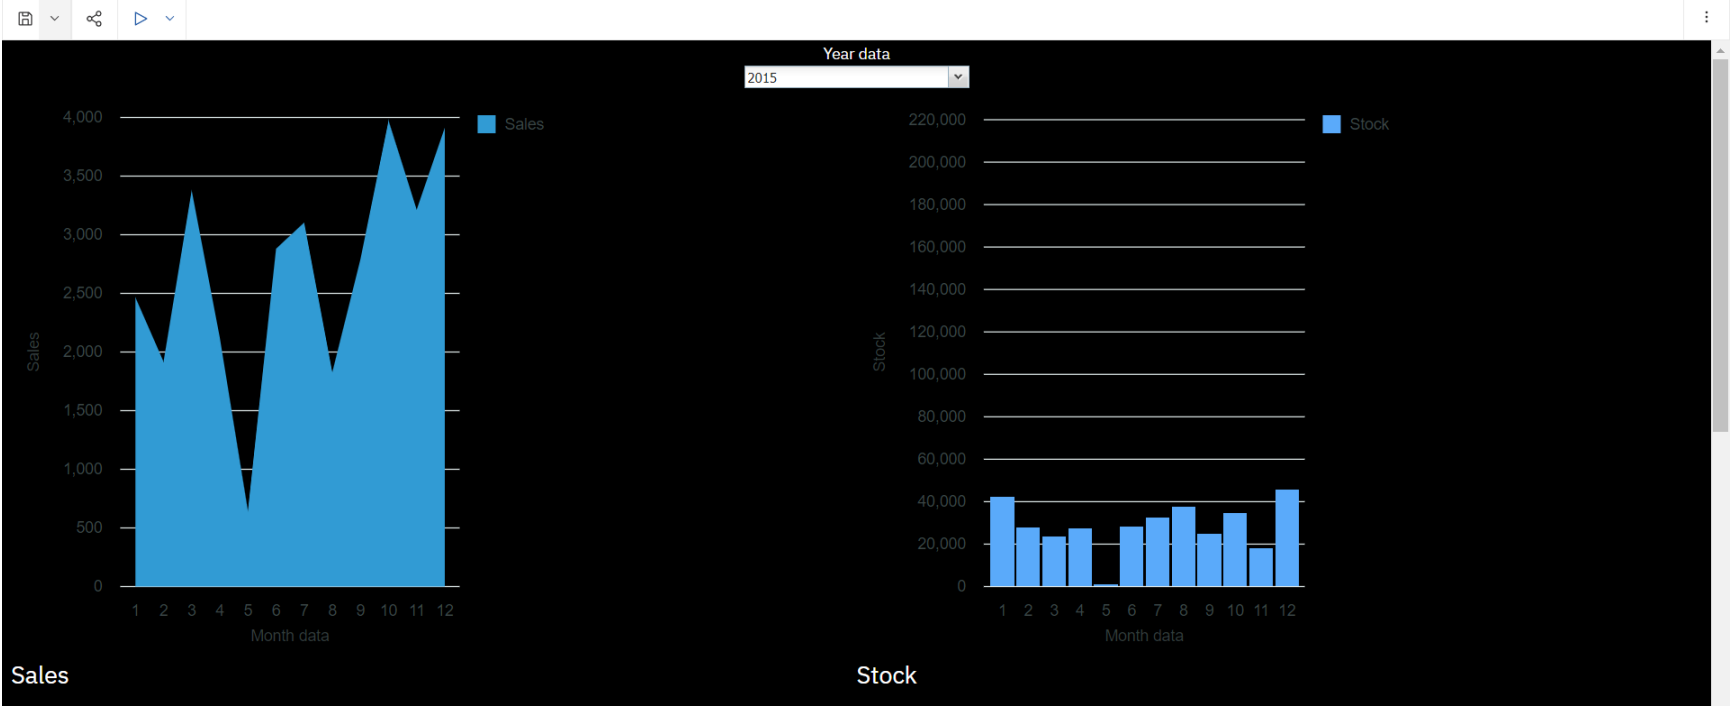 Year data
2015
4,000
3,500
3,000
2,500
2,000
1,500
1,000
500
0
Sales
1 2 3 4 5 6 7 8 9 10 11 12
Month data
Sales
220,000
200,000
180,000
160,000
140,000
120,000
100,000
80,000
60,000
40,000
20,000
0
Stock
1 2 3 4 5 6 7 8 9 10 11 12
Month data
Stock
Sales
Stock